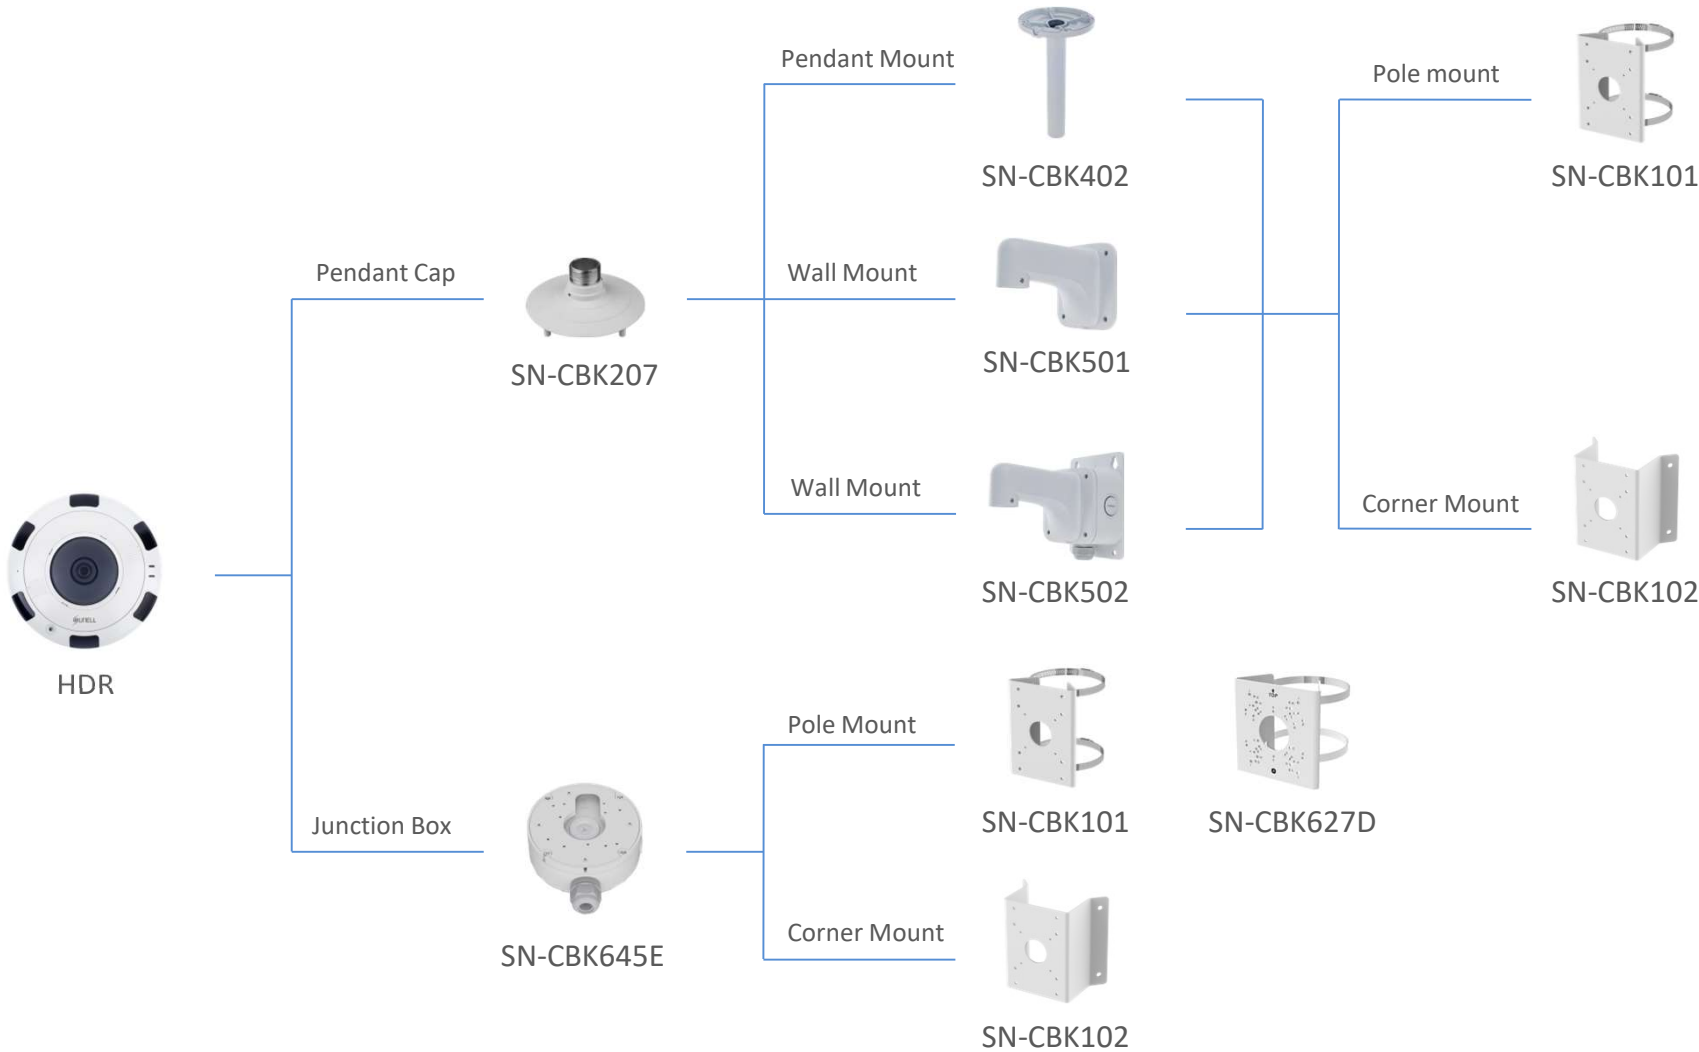 Pendant Mount
Pole mount
SN-CBK402
SN-CBK101
Pendant Cap
Wall Mount
SN-CBK207
SN-CBK501
Wall Mount
Corner Mount
SN-CBK502
SN-CBK102
SUNELL
HDR
TOP
Pole Mount
Junction Box
SN-CBK101
SN-CBK627D
SN-CBK645E
Corner Mount
SN-CBK102